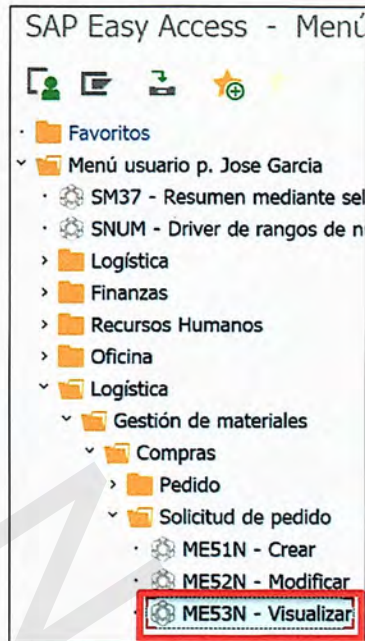 SAP Easy Access - Menú
Favoritos
Menú usuario p. Jose Garcia
SM37 - Resumen mediante sel
SNUM - Driver de rangos de n
Logística
Finanzas
Recursos Humanos
Oficina
Logística
Gestión de materiales
Compras
Pedido
Solicitud de pedido
ME51N - Crear
ME52N - Modificar
ME53N - Visualizar